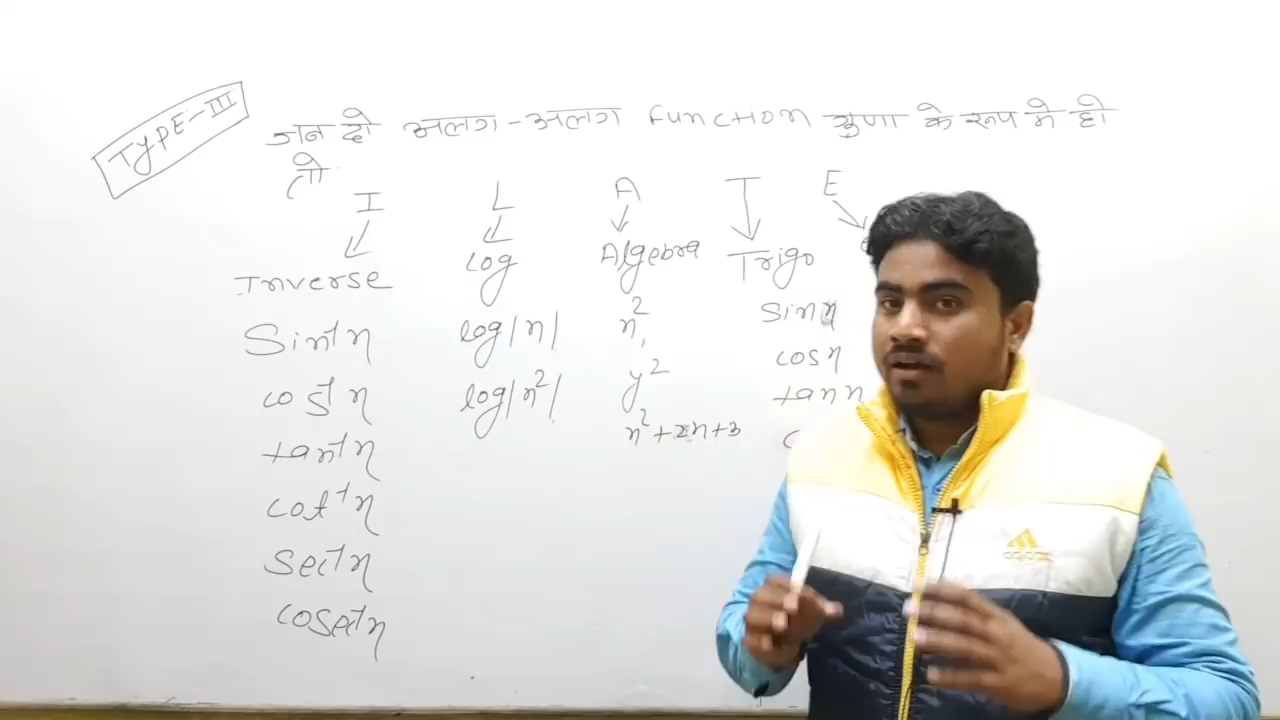 TYPE-III
जब दो अलग-अलग FUNCTION गुणा के रूप मे हो
तो
I L A T E
Inverse Log Algebra Trigo
Sin⁻¹x log|x| x², sinx
cos⁻¹x log|x²| y² cosx
tan⁻¹x x²+2x+3 tanx
cot⁻¹x
sec⁻¹x
cosec⁻¹x
adidas